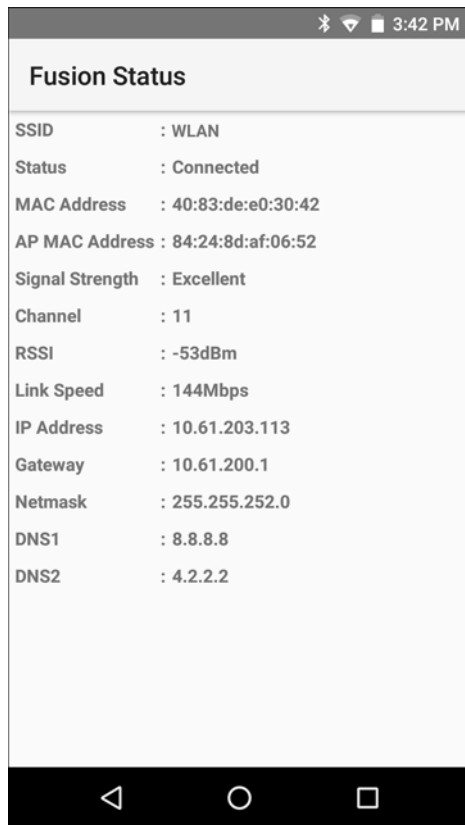 3:42 PM
Fusion Status
SSID : WLAN
Status : Connected
MAC Address : 40:83:de:e0:30:42
AP MAC Address : 84:24:8d:af:06:52
Signal Strength : Excellent
Channel : 11
RSSI : -53dBm
Link Speed : 144Mbps
IP Address : 10.61.203.113
Gateway : 10.61.200.1
Netmask : 255.255.252.0
DNS1 : 8.8.8.8
DNS2 : 4.2.2.2